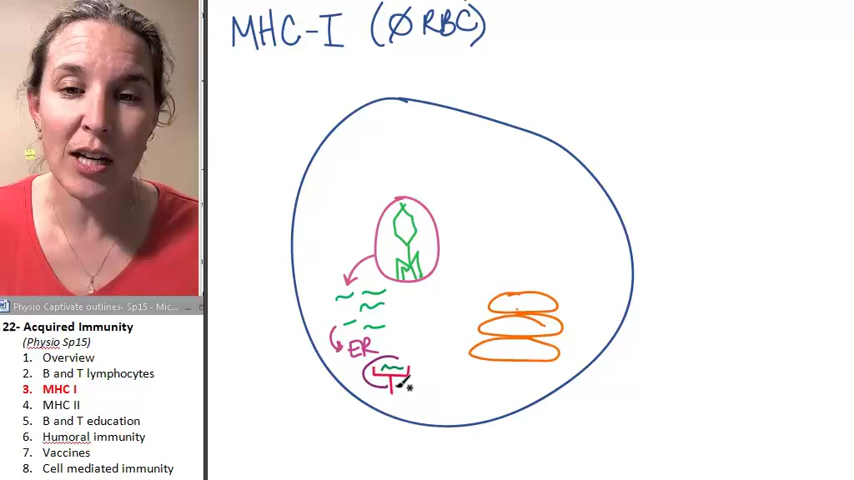 MHC-I (Ø RBC)
ER
Physio Captivate outlines- Sp15 - Mic...
22- Acquired Immunity
(Physio Sp15)
1. Overview
2. B and T lymphocytes
3. MHC I
4. MHC II
5. B and T education
6. Humoral immunity
7. Vaccines
8. Cell mediated immunity